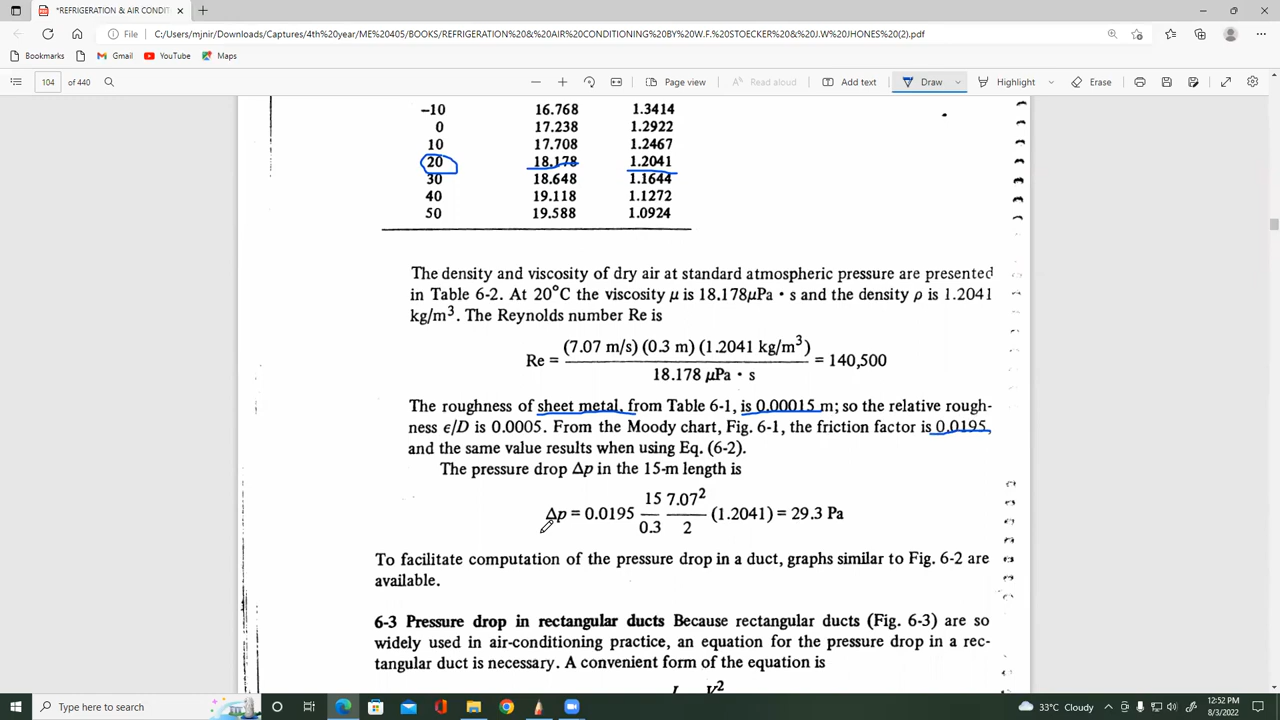 *REFRIGERATION & AIR CONDIT
File C:/Users/mjnir/Downloads/Captures/4th%20year/ME%20405/BOOKS/REFRIGERATION%20&%20AIR%20CONDITIONING%20BY%20W.F.%20STOECKER%20&%20J.W%20JHONES%20(2).pdf
Bookmarks Gmail YouTube Maps
104 of 440 Page view Read aloud Add text Draw Highlight Erase
−10 16.768 1.3414
0 17.238 1.2922
10 17.708 1.2467
20 18.178 1.2041
30 18.648 1.1644
40 19.118 1.1272
50 19.588 1.0924
The density and viscosity of dry air at standard atmospheric pressure are presented
in Table 6-2. At 20°C the viscosity μ is 18.178μPa · s and the density ρ is 1.2041
kg/m³. The Reynolds number Re is
Re = (7.07 m/s) (0.3 m) (1.2041 kg/m³) / 18.178 μPa · s = 140,500
The roughness of sheet metal, from Table 6-1, is 0.00015 m; so the relative rough-
ness ϵ/D is 0.0005. From the Moody chart, Fig. 6-1, the friction factor is 0.0195,
and the same value results when using Eq. (6-2).
The pressure drop Δp in the 15-m length is
Δp = 0.0195 15/0.3 7.07²/2 (1.2041) = 29.3 Pa
To facilitate computation of the pressure drop in a duct, graphs similar to Fig. 6-2 are
available.
6-3 Pressure drop in rectangular ducts Because rectangular ducts (Fig. 6-3) are so
widely used in air-conditioning practice, an equation for the pressure drop in a rec-
tangular duct is necessary. A convenient form of the equation is
L V²
Type here to search 33°C Cloudy 12:52 PM
8/3/2022